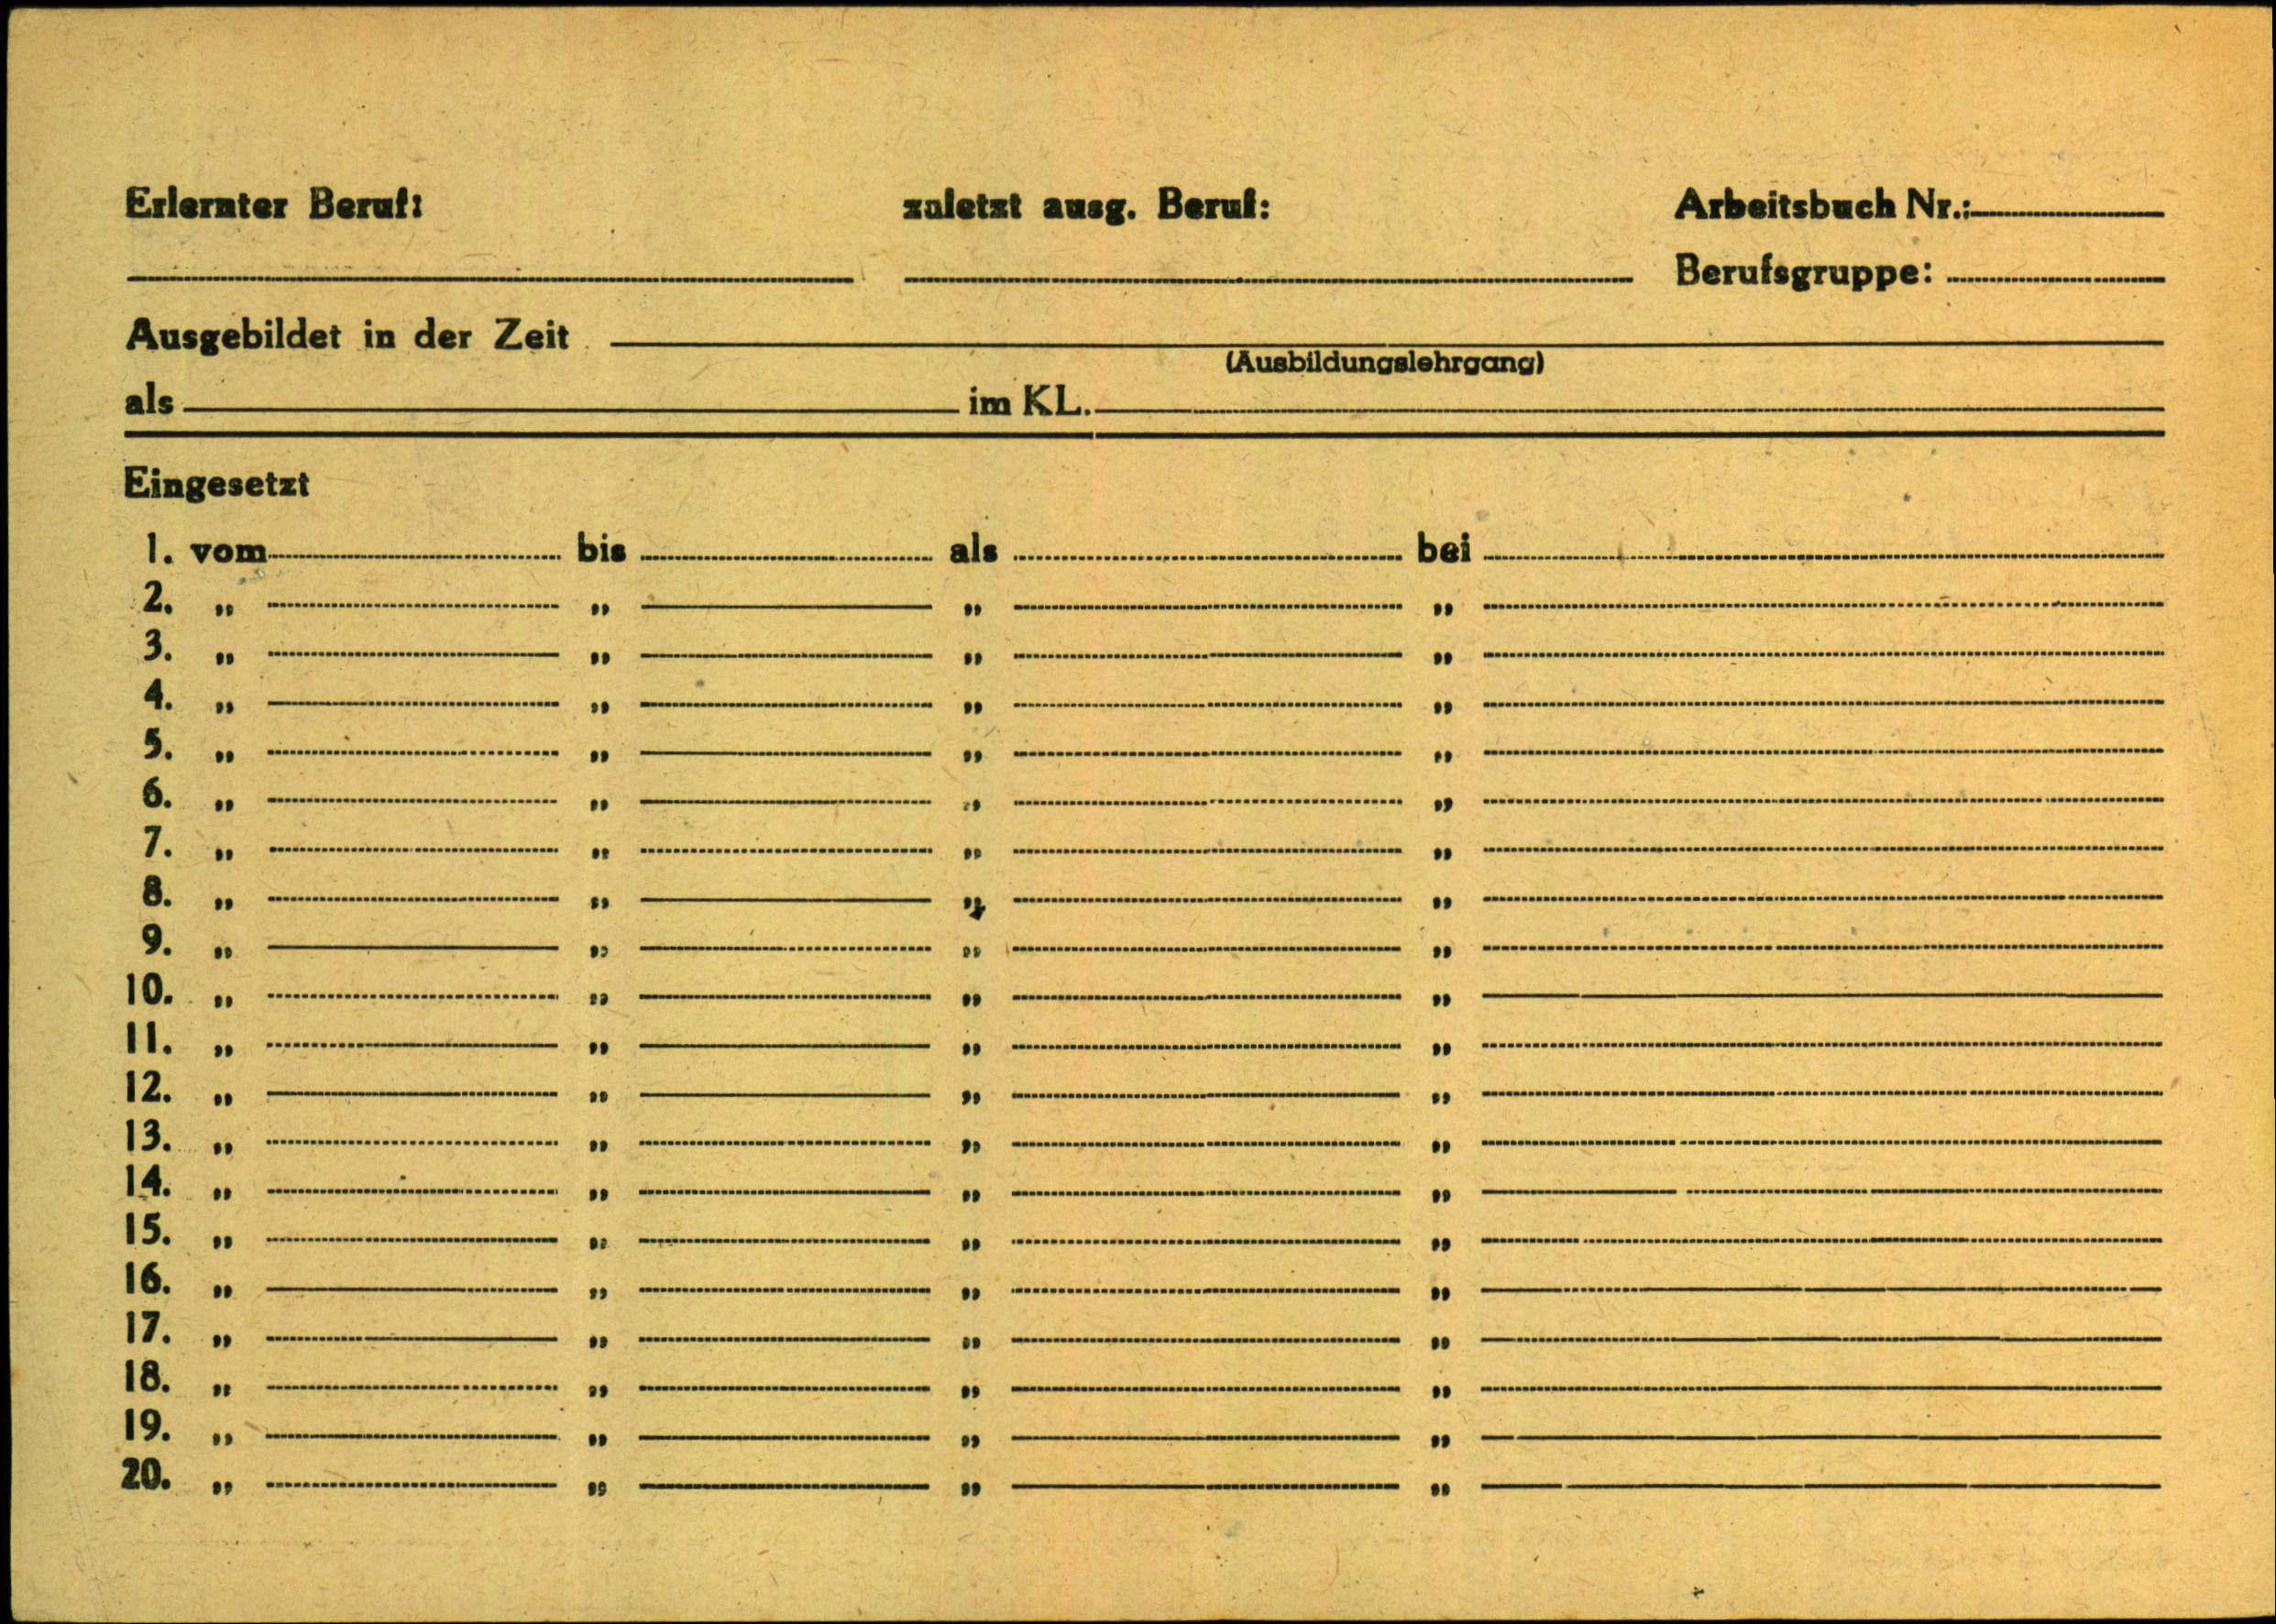 Erlernter Beruf: zuletzt ausg. Beruf: Arbeitsbuch Nr.:
Berufsgruppe:
Ausgebildet in der Zeit
(Ausbildungslehrgang)
als im KL.
Eingesetzt
1. vom bis als bei
2. „ „ „ „
3. „ „ „ „
4. „ „ „ „
5. „ „ „ „
6. „ „ „ „
7. „ „ „ „
8. „ „ „ „
9. „ „ „ „
10. „ „ „ „
11. „ „ „ „
12. „ „ „ „
13. „ „ „ „
14. „ „ „ „
15. „ „ „ „
16. „ „ „ „
17. „ „ „ „
18. „ „ „ „
19. „ „ „ „
20. „ „ „ „